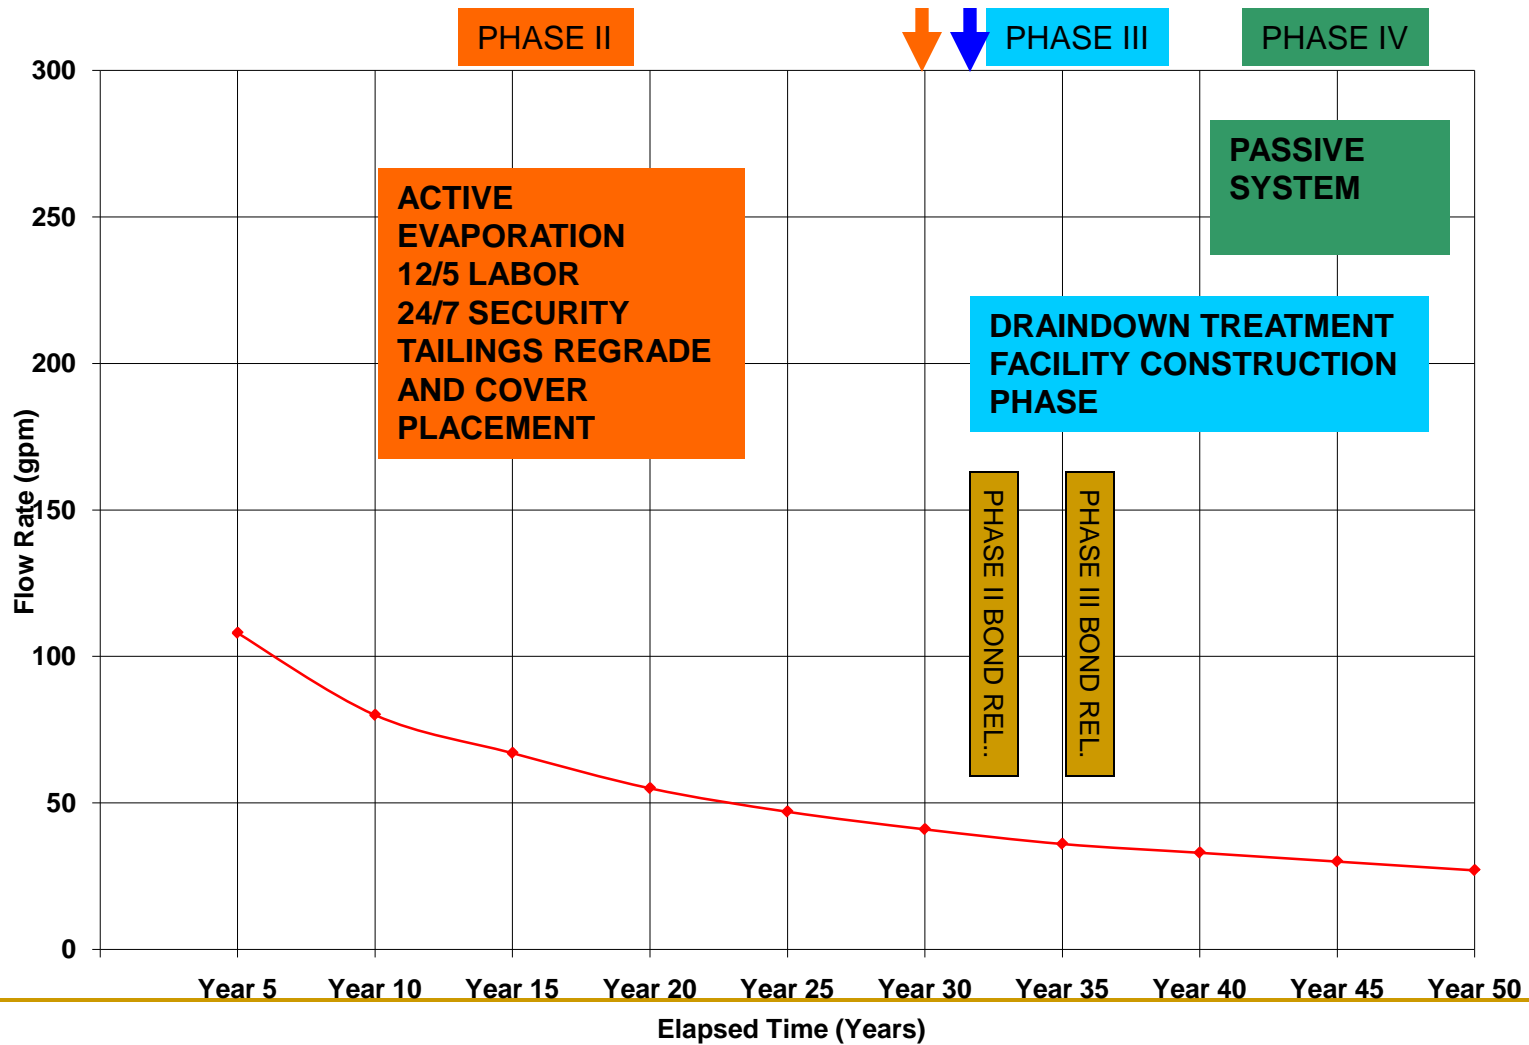 PHASE II
PHASE III
PHASE IV
300
250
200
150
100
50
0
Flow Rate (gpm)
ACTIVE
EVAPORATION
12/5 LABOR
24/7 SECURITY
TAILINGS REGRADE
AND COVER
PLACEMENT
PASSIVE
SYSTEM
DRAINDOWN TREATMENT
FACILITY CONSTRUCTION
PHASE
PHASE II BOND REL..
PHASE III BOND REL.
Year 5 Year 10 Year 15 Year 20 Year 25 Year 30 Year 35 Year 40 Year 45 Year 50
Elapsed Time (Years)